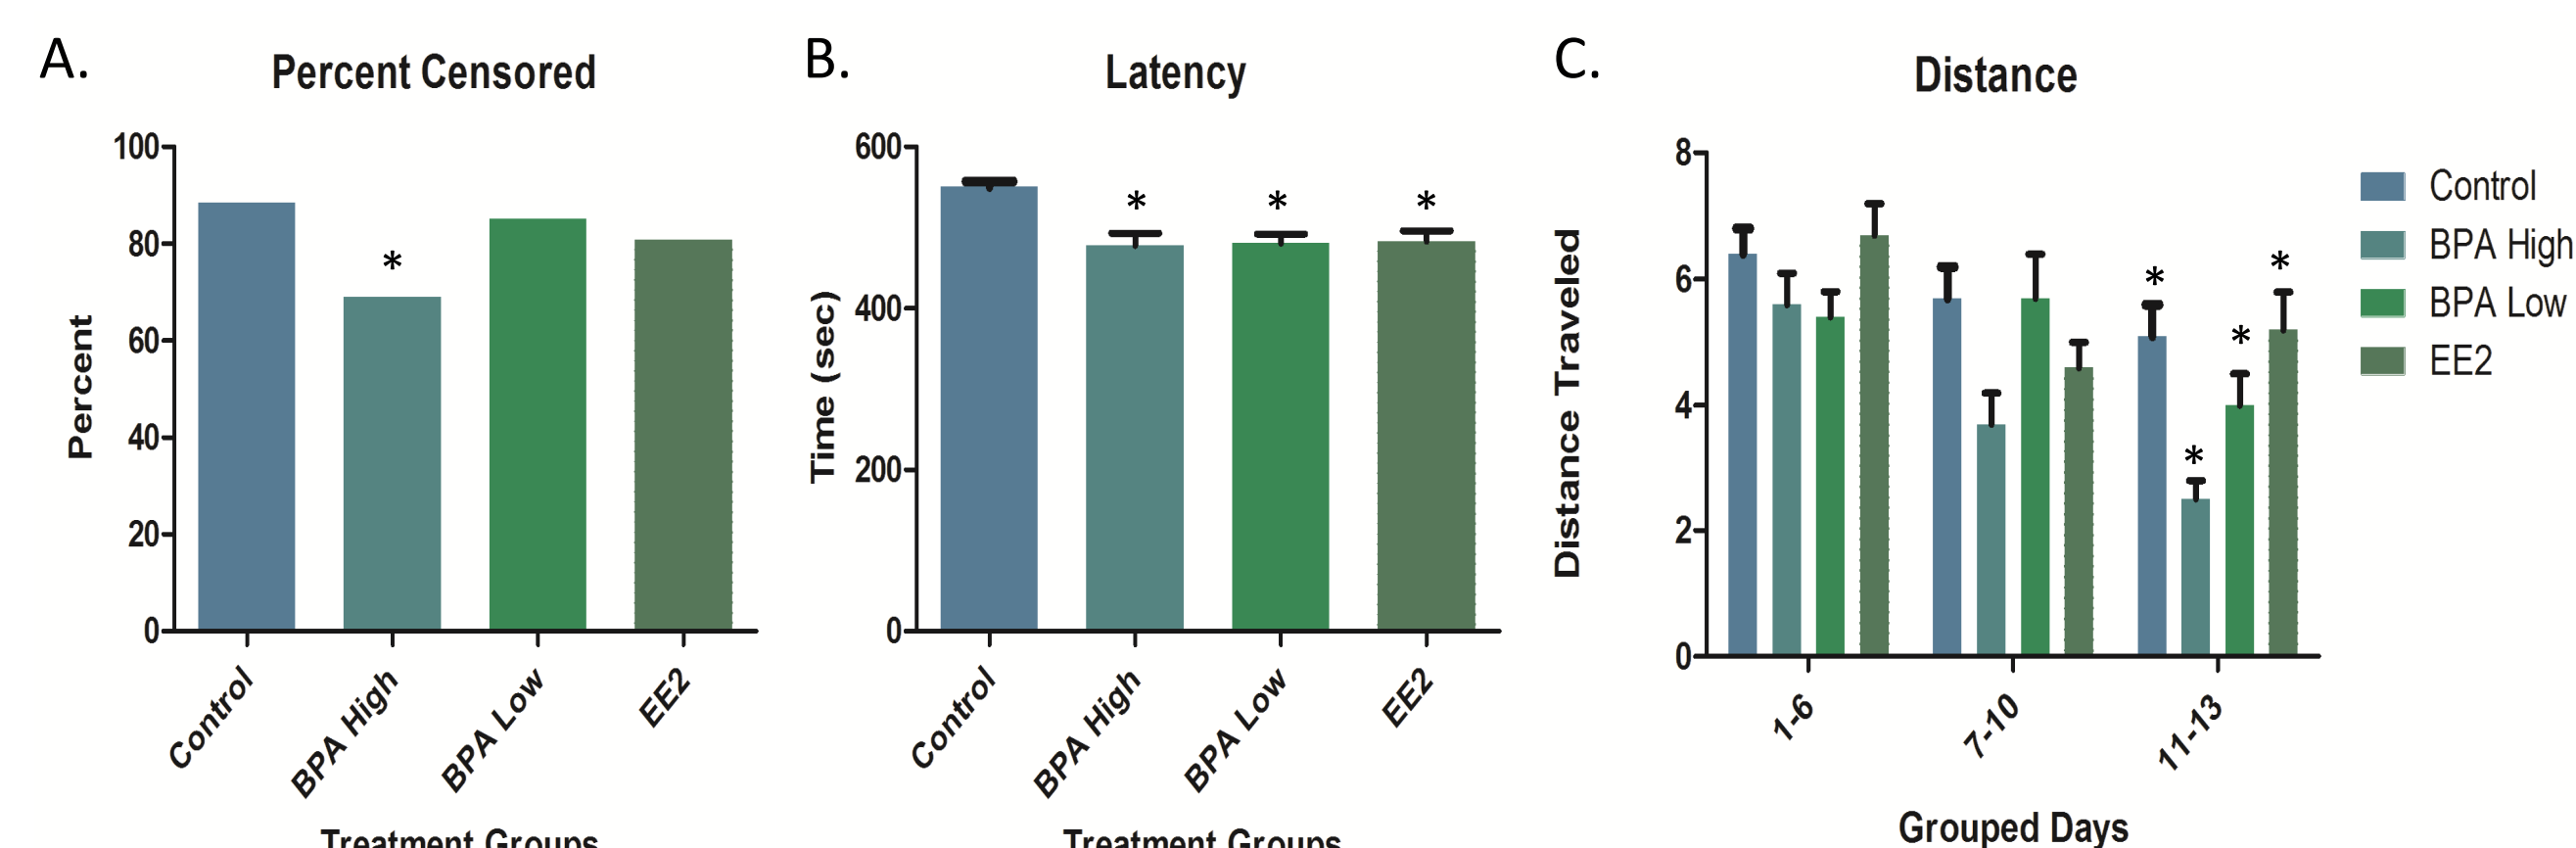 A.
Percent Censored
Percent
100
80
60
40
20
0
*
Control
BPA High
BPA Low
EE2
Treatment Groups
B.
Latency
Time (sec)
600
400
200
0
* * *
Control
BPA High
BPA Low
EE2
Treatment Groups
C.
Distance
Distance Traveled
8
6
4
2
0
* * * *
1-6
7-10
11-13
Grouped Days
Control
BPA High
BPA Low
EE2